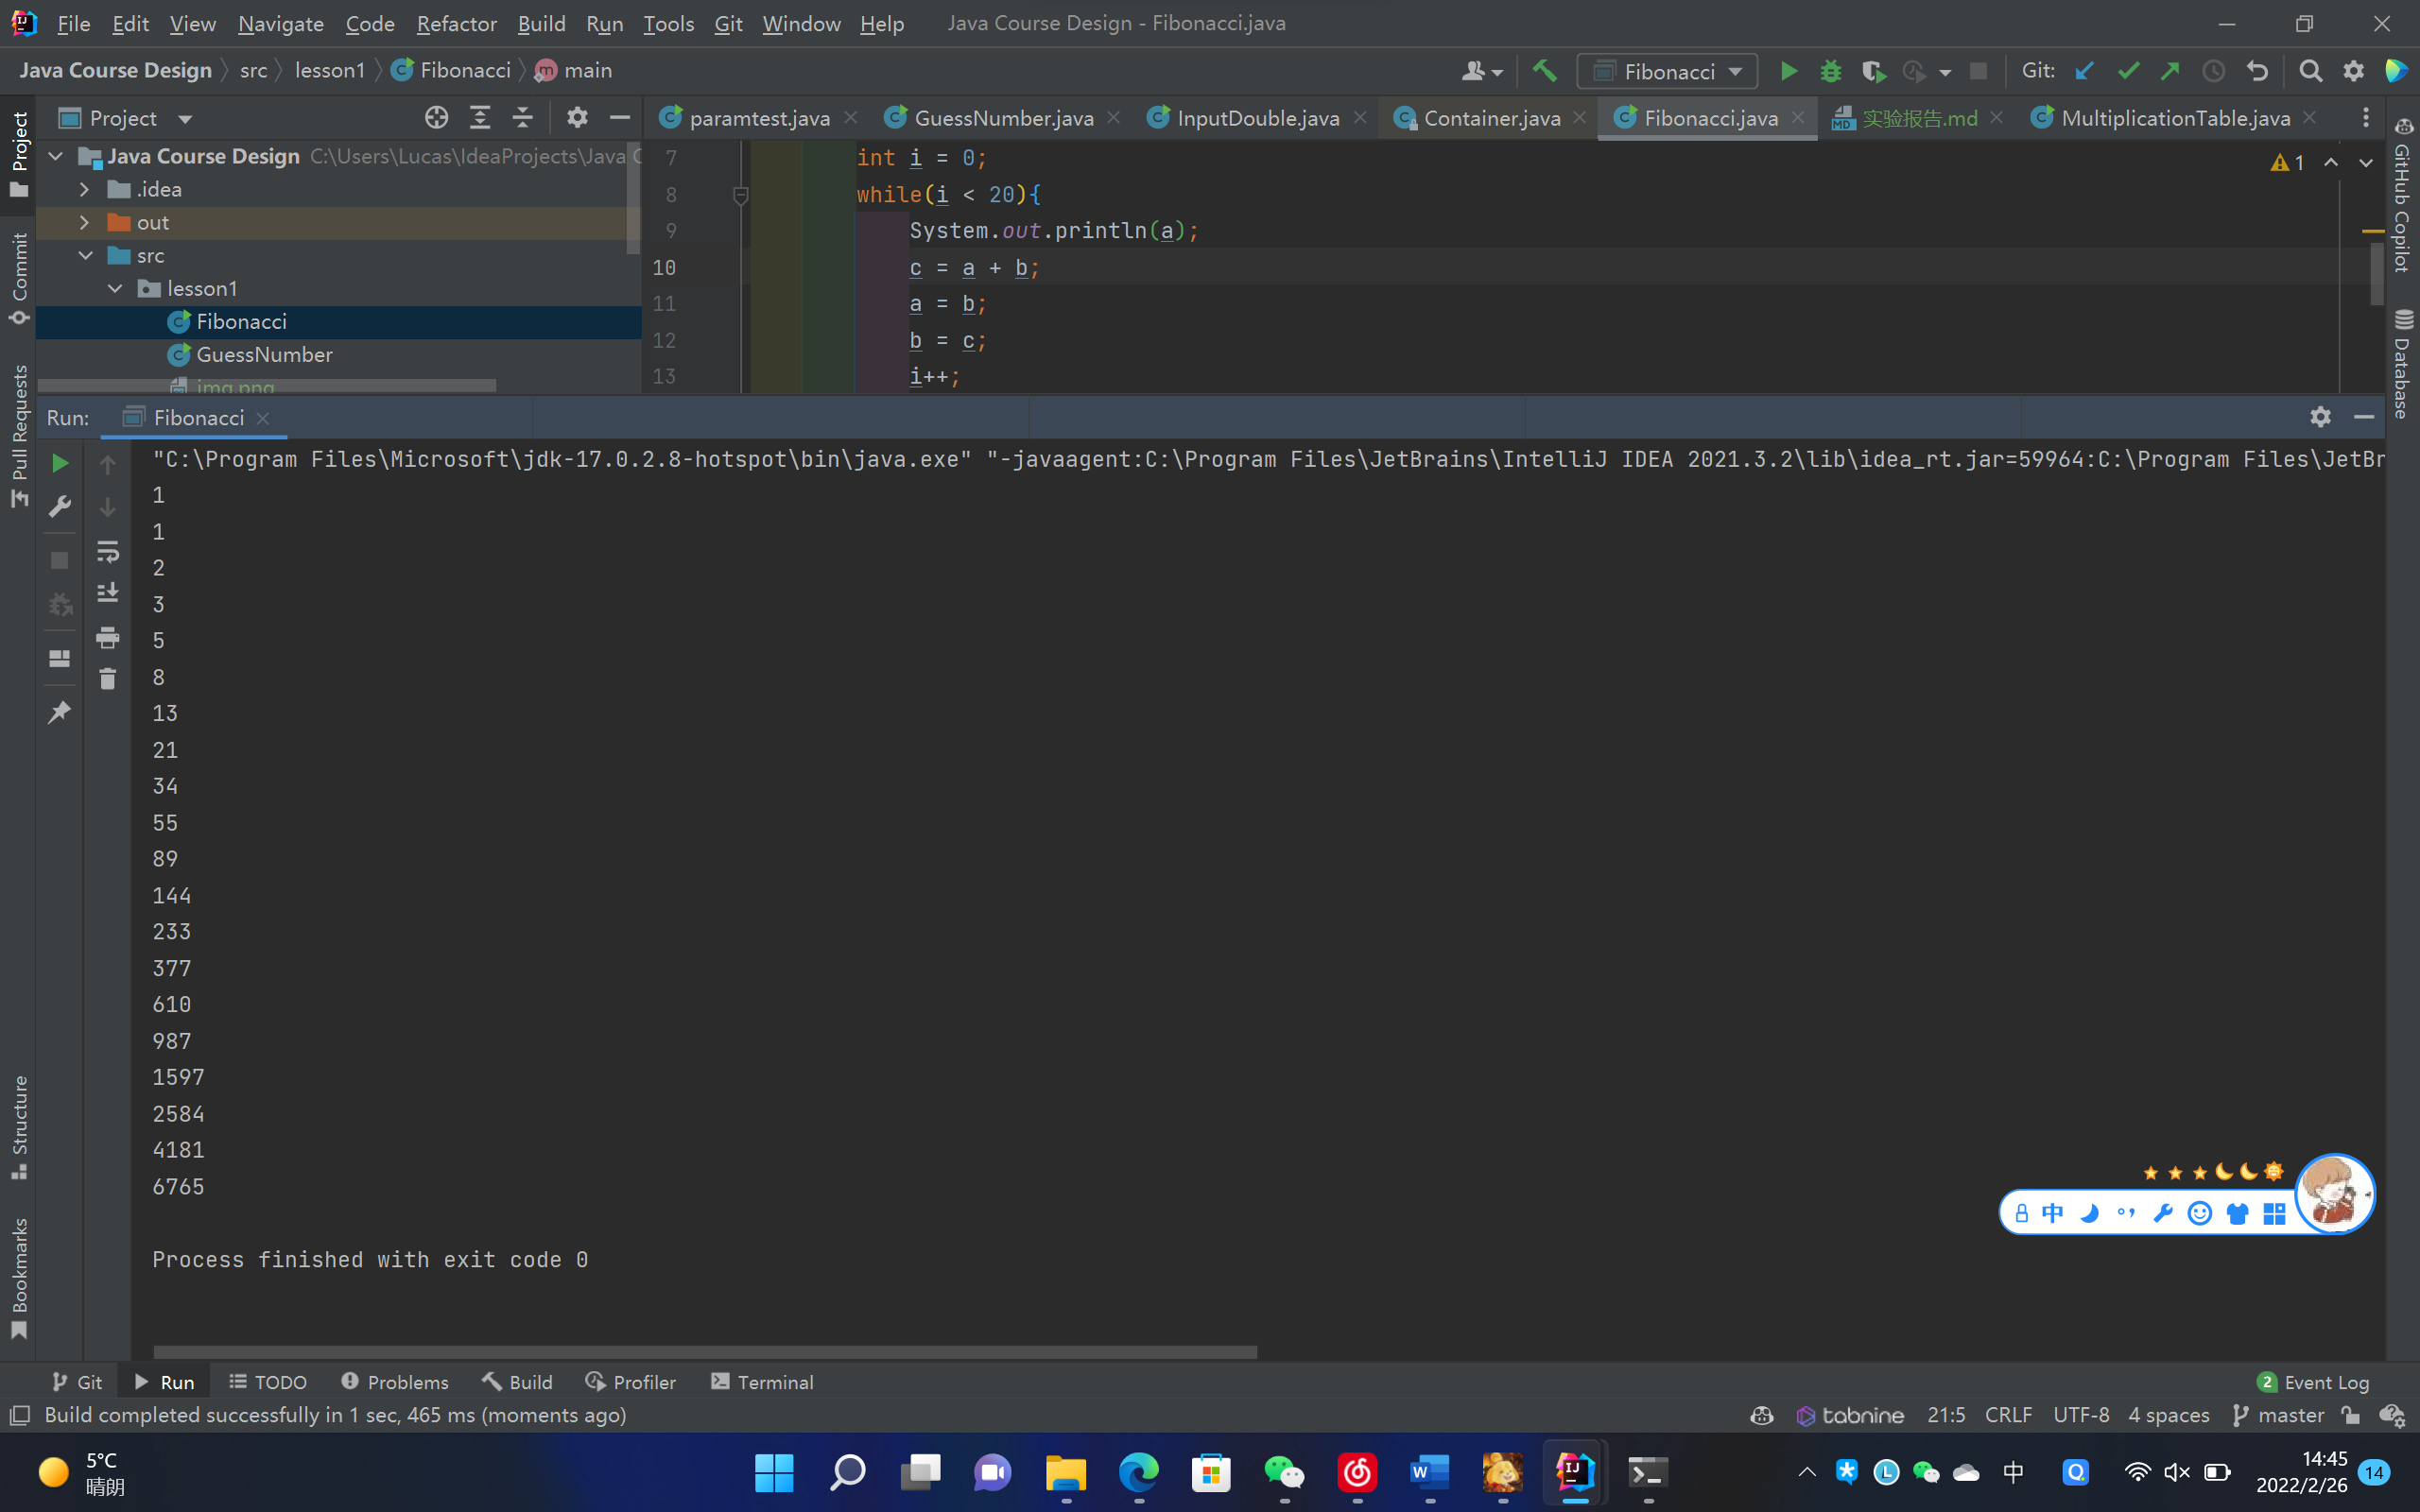 File Edit View Navigate Code Refactor Build Run Tools Git Window Help Java Course Design - Fibonacci.java
Java Course Design src lesson1 Fibonacci main
Fibonacci Git:
Project
paramtest.java GuessNumber.java InputDouble.java Container.java Fibonacci.java 实验报告.md MultiplicationTable.java
Java Course Design C:\Users\Lucas\IdeaProjects\Java
.idea
out
src
lesson1
Fibonacci
GuessNumber
img.png
7 int i = 0;
8 while(i < 20){
9 System.out.println(a);
10 c = a + b;
11 a = b;
12 b = c;
13 i++;
1
Project
Commit
Pull Requests
Structure
Bookmarks
GitHub Copilot
Database
Run: Fibonacci
"C:\Program Files\Microsoft\jdk-17.0.2.8-hotspot\bin\java.exe" "-javaagent:C:\Program Files\JetBrains\IntelliJ IDEA 2021.3.2\lib\idea_rt.jar=59964:C:\Program Files\JetBr
1
1
2
3
5
8
13
21
34
55
89
144
233
377
610
987
1597
2584
4181
6765
Process finished with exit code 0
中
Git Run TODO Problems Build Profiler Terminal 2 Event Log
Build completed successfully in 1 sec, 465 ms (moments ago) tabnine 21:5 CRLF UTF-8 4 spaces master
5°C
晴朗
中
14:45
2022/2/26
14